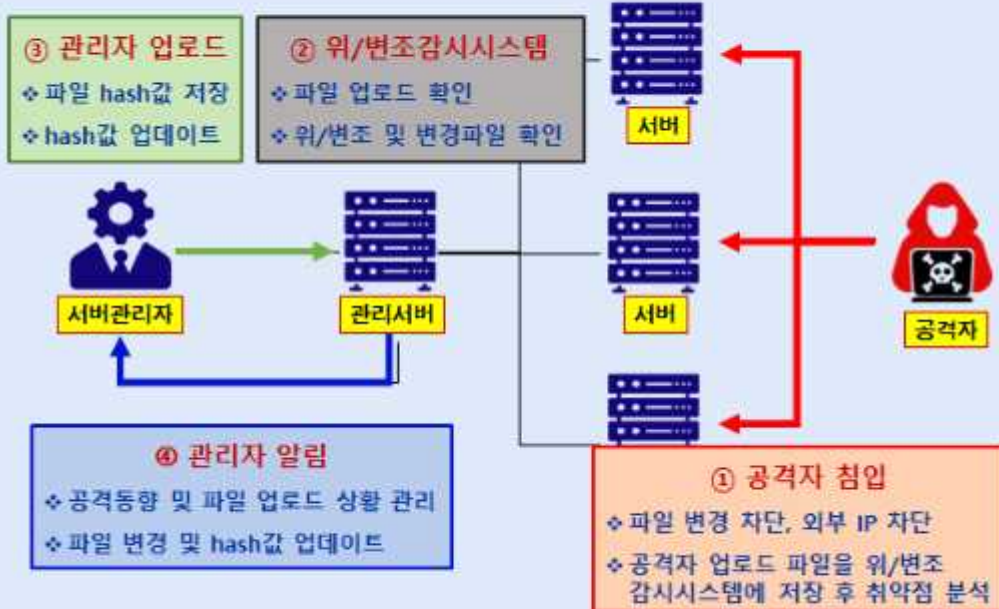 ③ 관리자 업로드
❖ 파일 hash값 저장
❖ hash값 업데이트
② 위/변조감시시스템
❖ 파일 업로드 확인
❖ 위/변조 및 변경파일 확인
서버
서버관리자
관리서버
서버
공격자
④ 관리자 알림
❖ 공격동향 및 파일 업로드 상황 관리
❖ 파일 변경 및 hash값 업데이트
① 공격자 침입
❖ 파일 변경 차단, 외부 IP 차단
❖ 공격자 업로드 파일을 위/변조
감시시스템에 저장 후 취약점 분석